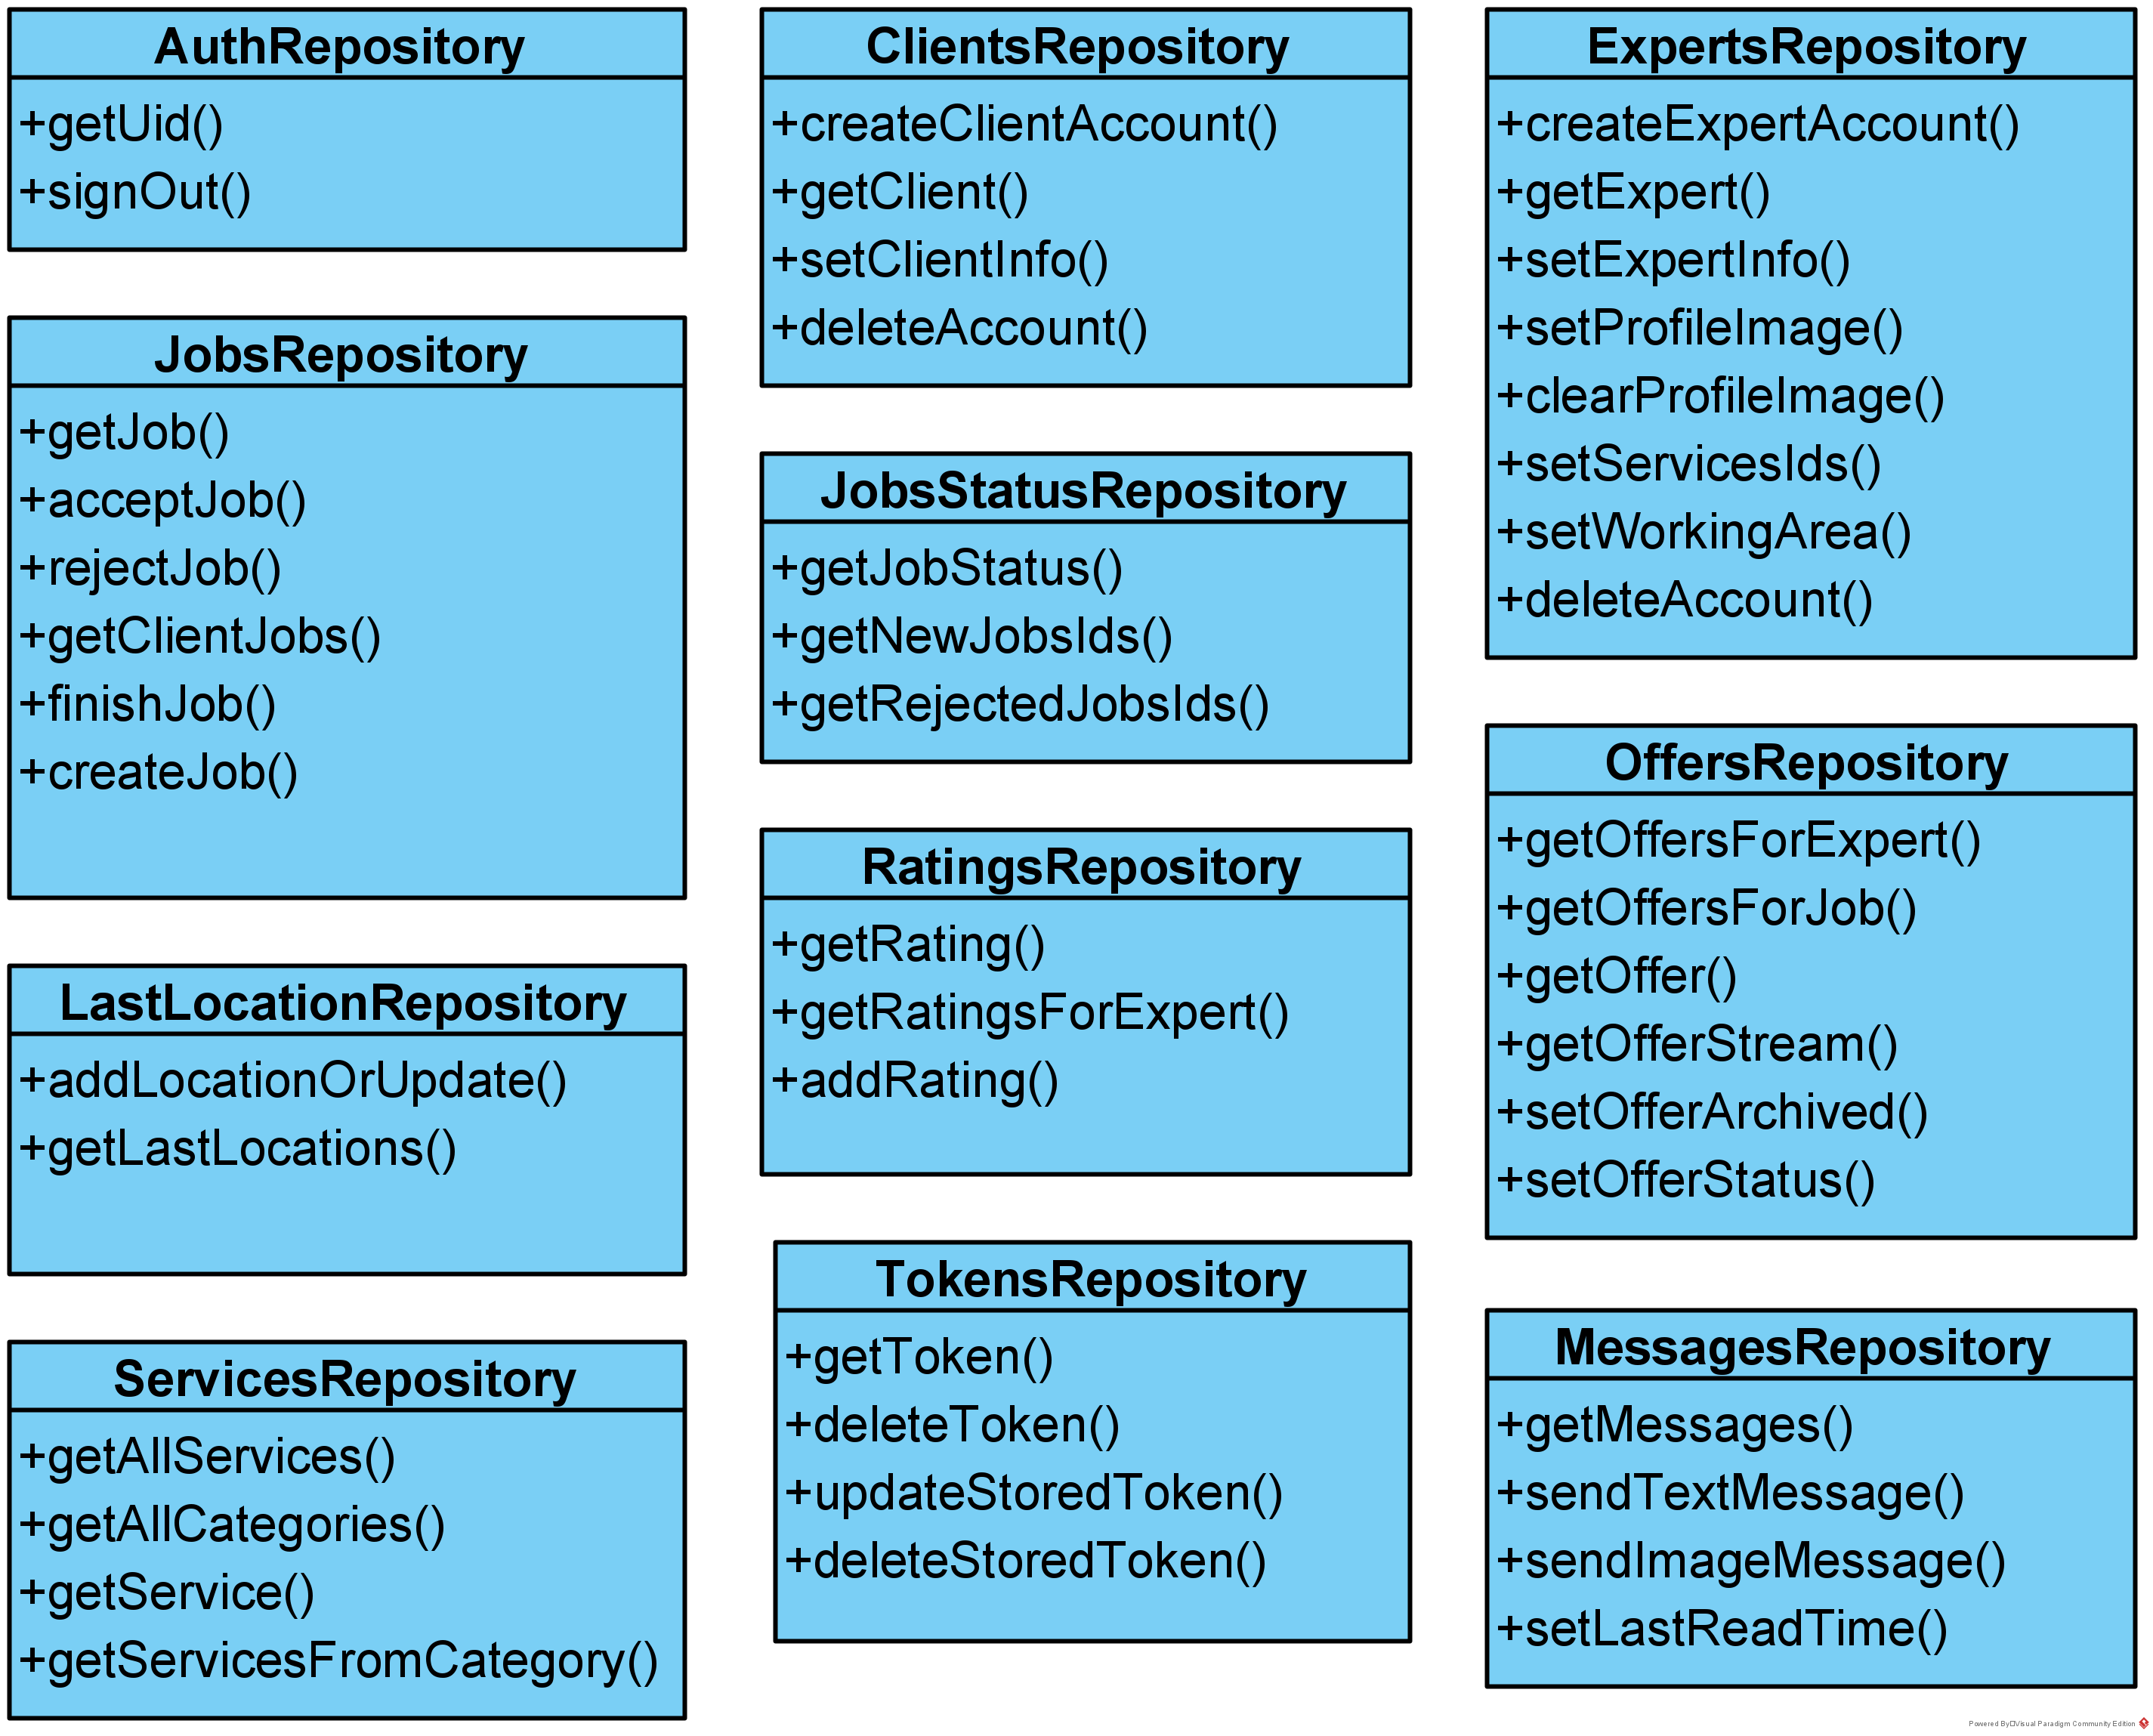 AuthRepository
+getUid()
+signOut()
JobsRepository
+getJob()
+acceptJob()
+rejectJob()
+getClientJobs()
+finishJob()
+createJob()
LastLocationRepository
+addLocationOrUpdate()
+getLastLocations()
ServicesRepository
+getAllServices()
+getAllCategories()
+getService()
+getServicesFromCategory()
ClientsRepository
+createClientAccount()
+getClient()
+setClientInfo()
+deleteAccount()
JobsStatusRepository
+getJobStatus()
+getNewJobsIds()
+getRejectedJobsIds()
RatingsRepository
+getRating()
+getRatingsForExpert()
+addRating()
TokensRepository
+getToken()
+deleteToken()
+updateStoredToken()
+deleteStoredToken()
ExpertsRepository
+createExpertAccount()
+getExpert()
+setExpertInfo()
+setProfileImage()
+clearProfileImage()
+setServicesIds()
+setWorkingArea()
+deleteAccount()
OffersRepository
+getOffersForExpert()
+getOffersForJob()
+getOffer()
+getOfferStream()
+setOfferArchived()
+setOfferStatus()
MessagesRepository
+getMessages()
+sendTextMessage()
+sendImageMessage()
+setLastReadTime()
Powered By Visual Paradigm Community Edition